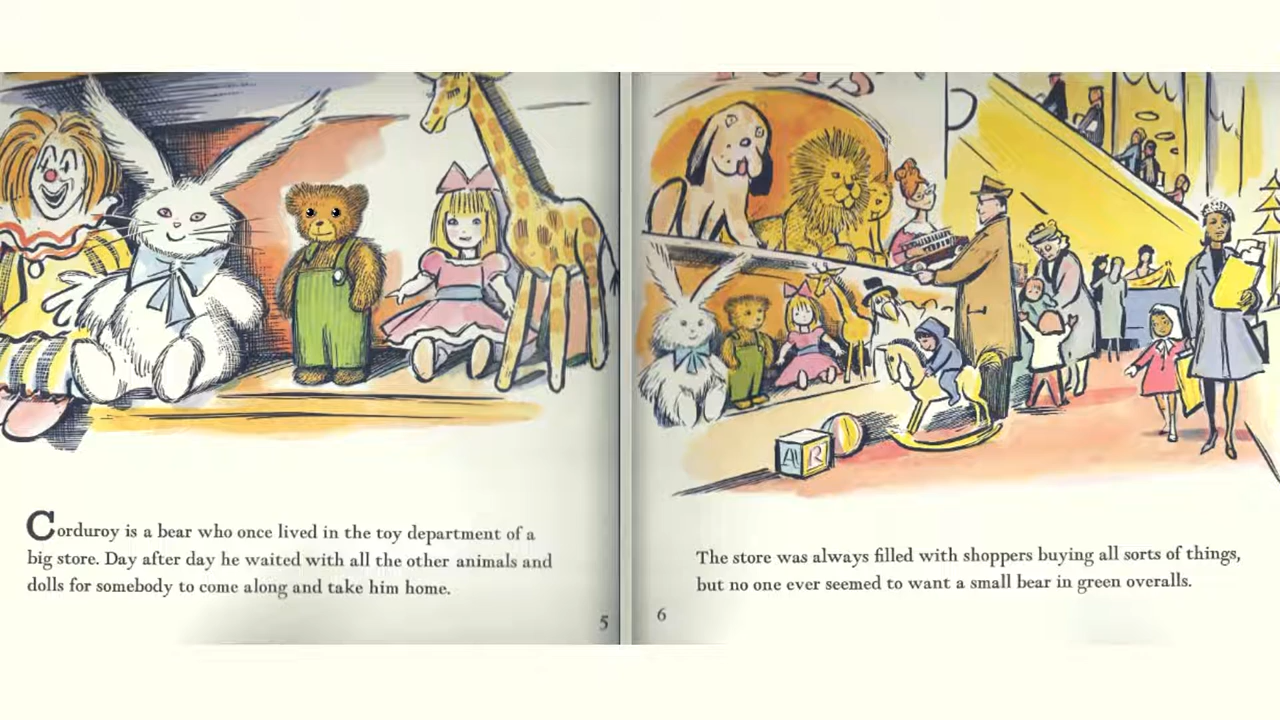 Corduroy is a bear who once lived in the toy department of a
big store. Day after day he waited with all the other animals and
dolls for somebody to come along and take him home.
5
A R
The store was always filled with shoppers buying all sorts of things,
but no one ever seemed to want a small bear in green overalls.
6